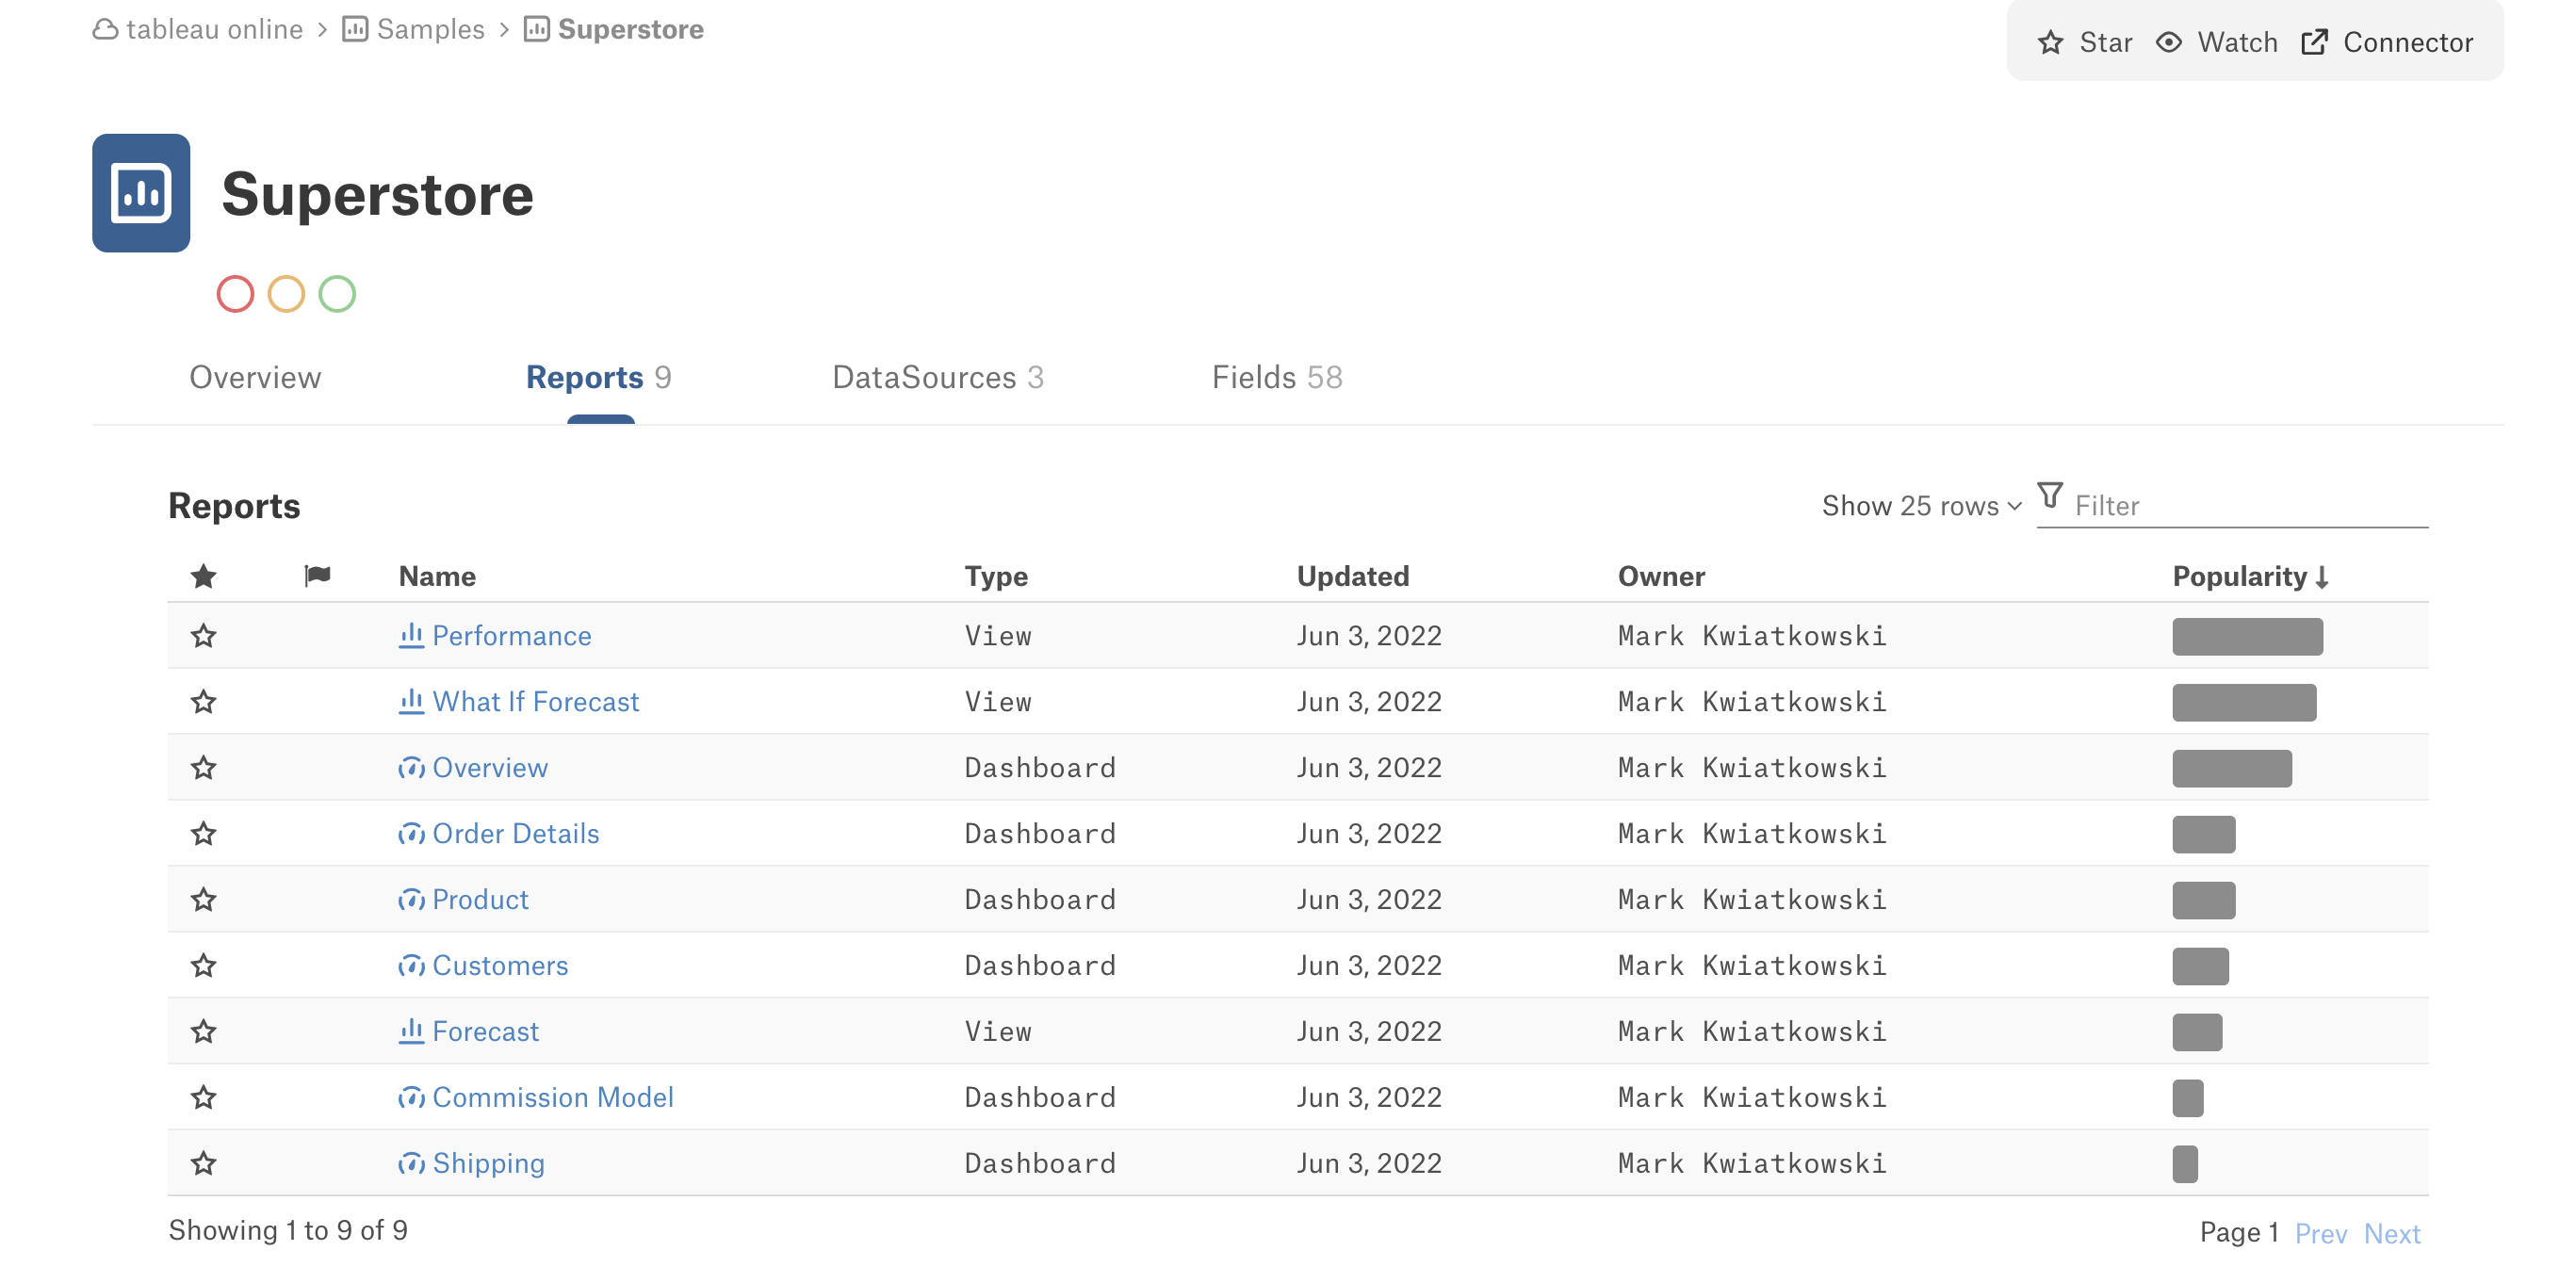 tableau online > Samples > Superstore
Star Watch Connector
Superstore
Overview Reports 9 DataSources 3 Fields 58
Reports Show 25 rows Filter
Name Type Updated Owner Popularity
Performance View Jun 3, 2022 Mark Kwiatkowski
What If Forecast View Jun 3, 2022 Mark Kwiatkowski
Overview Dashboard Jun 3, 2022 Mark Kwiatkowski
Order Details Dashboard Jun 3, 2022 Mark Kwiatkowski
Product Dashboard Jun 3, 2022 Mark Kwiatkowski
Customers Dashboard Jun 3, 2022 Mark Kwiatkowski
Forecast View Jun 3, 2022 Mark Kwiatkowski
Commission Model Dashboard Jun 3, 2022 Mark Kwiatkowski
Shipping Dashboard Jun 3, 2022 Mark Kwiatkowski
Showing 1 to 9 of 9 Page 1 Prev Next